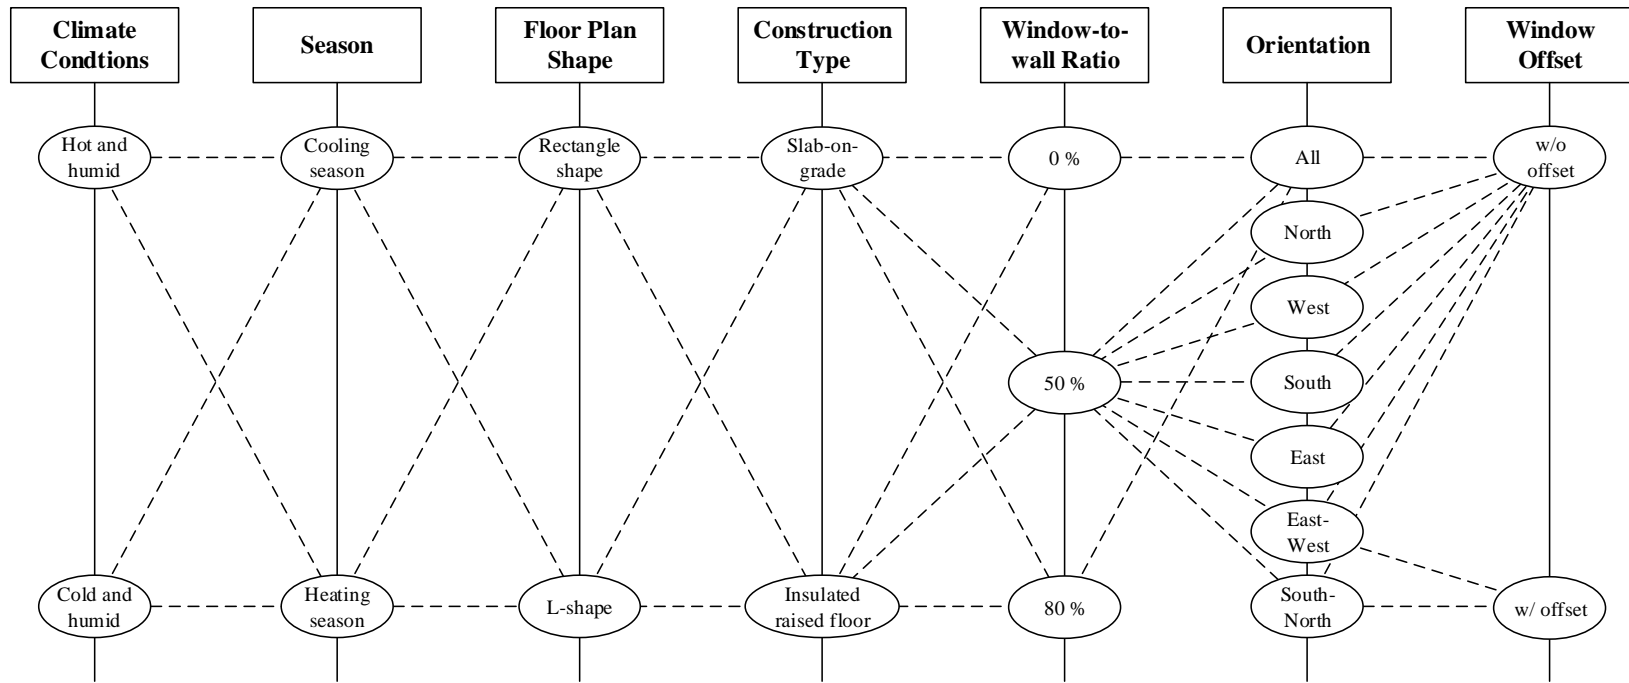 Climate
Condtions
Season
Floor Plan
Shape
Construction
Type
Window-to-
wall Ratio
Orientation
Window
Offset
Hot and
humid
Cooling
season
Rectangle
shape
Slab-on-
grade
0 %
All
w/o
offset
North
West
50 %
South
East
East-
West
Cold and
humid
Heating
season
L-shape
Insulated
raised floor
80 %
South-
North
w/ offset